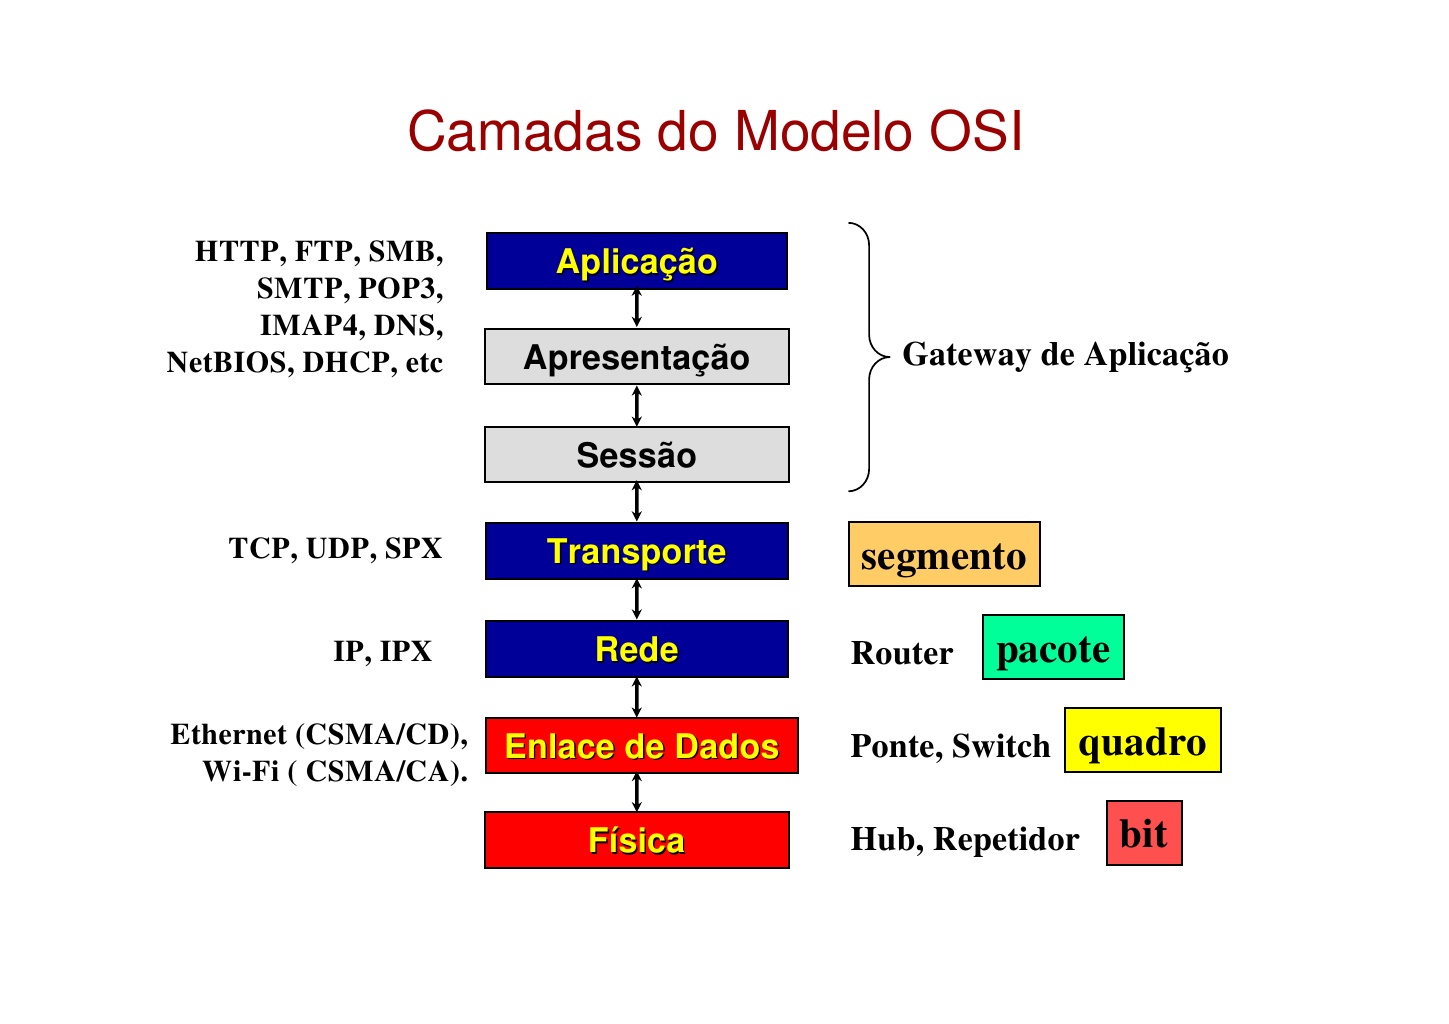 Camadas do Modelo OSI
HTTP, FTP, SMB,
SMTP, POP3,
IMAP4, DNS,
NetBIOS, DHCP, etc
Aplicação
Apresentação
Sessão
Gateway de Aplicação
TCP, UDP, SPX
Transporte
segmento
IP, IPX
Rede
Router
pacote
Ethernet (CSMA/CD),
Wi-Fi ( CSMA/CA).
Enlace de Dados
Ponte, Switch
quadro
Física
Hub, Repetidor
bit